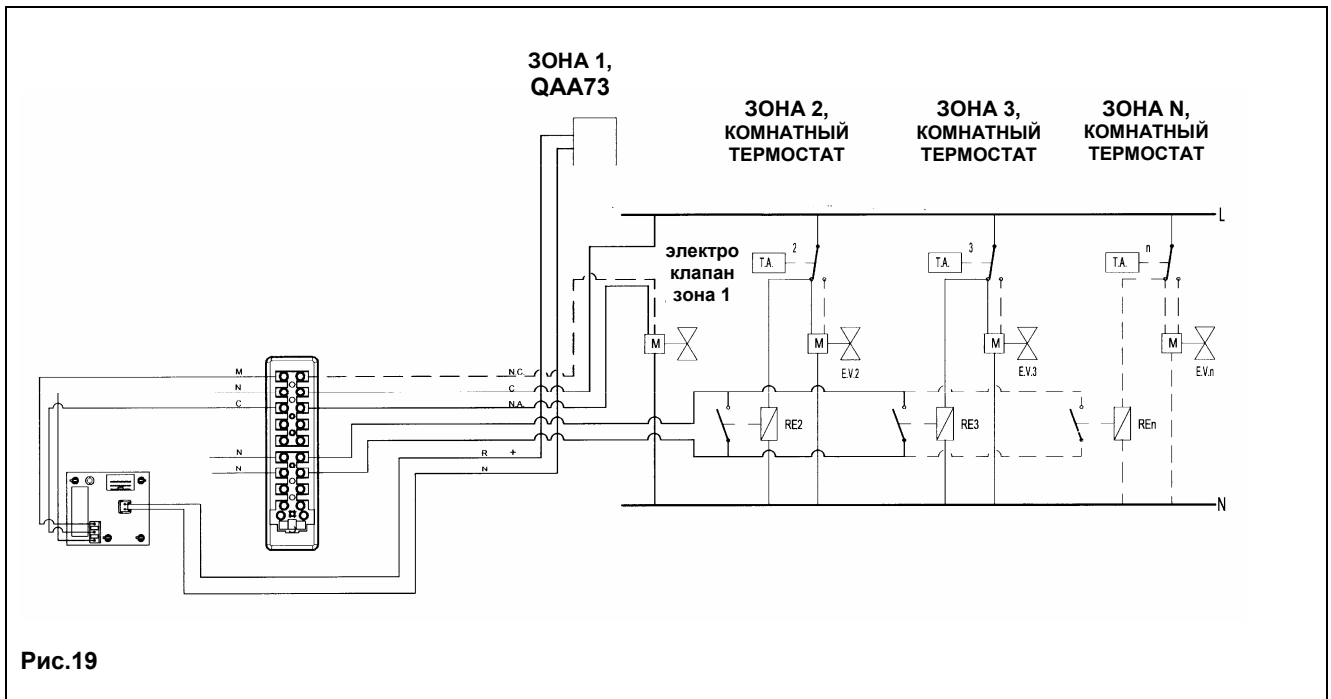 ЗОНА 1,
QAA73
ЗОНА 2,
КОМНАТНЫЙ
ТЕРМОСТАТ
ЗОНА 3,
КОМНАТНЫЙ
ТЕРМОСТАТ
ЗОНА N,
КОМНАТНЫЙ
ТЕРМОСТАТ
L
электро
клапан
зона 1
2
T.A.
3
T.A.
n
T.A.
M
M
E.V.2
M
E.V.3
M
E.V.n
M
N.C.
N
C
C
N.A.
RE2
RE3
REn
N
R +
N
N
N
Рис.19